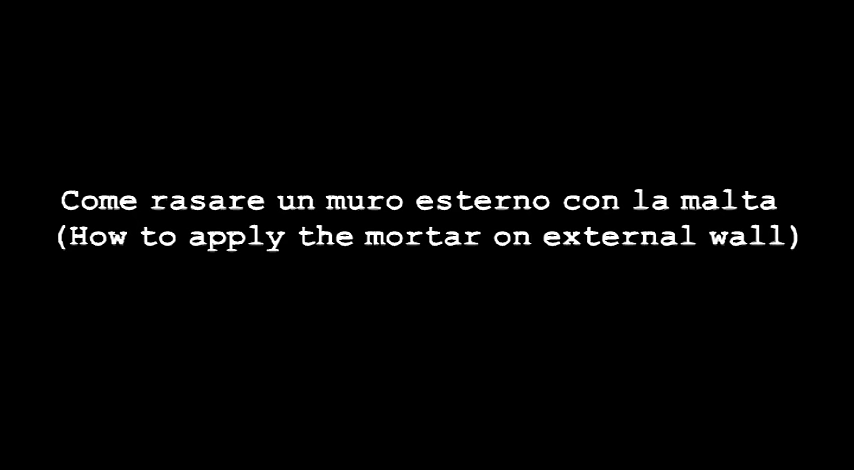 Come rasare un muro esterno con la malta
(How to apply the mortar on external wall)